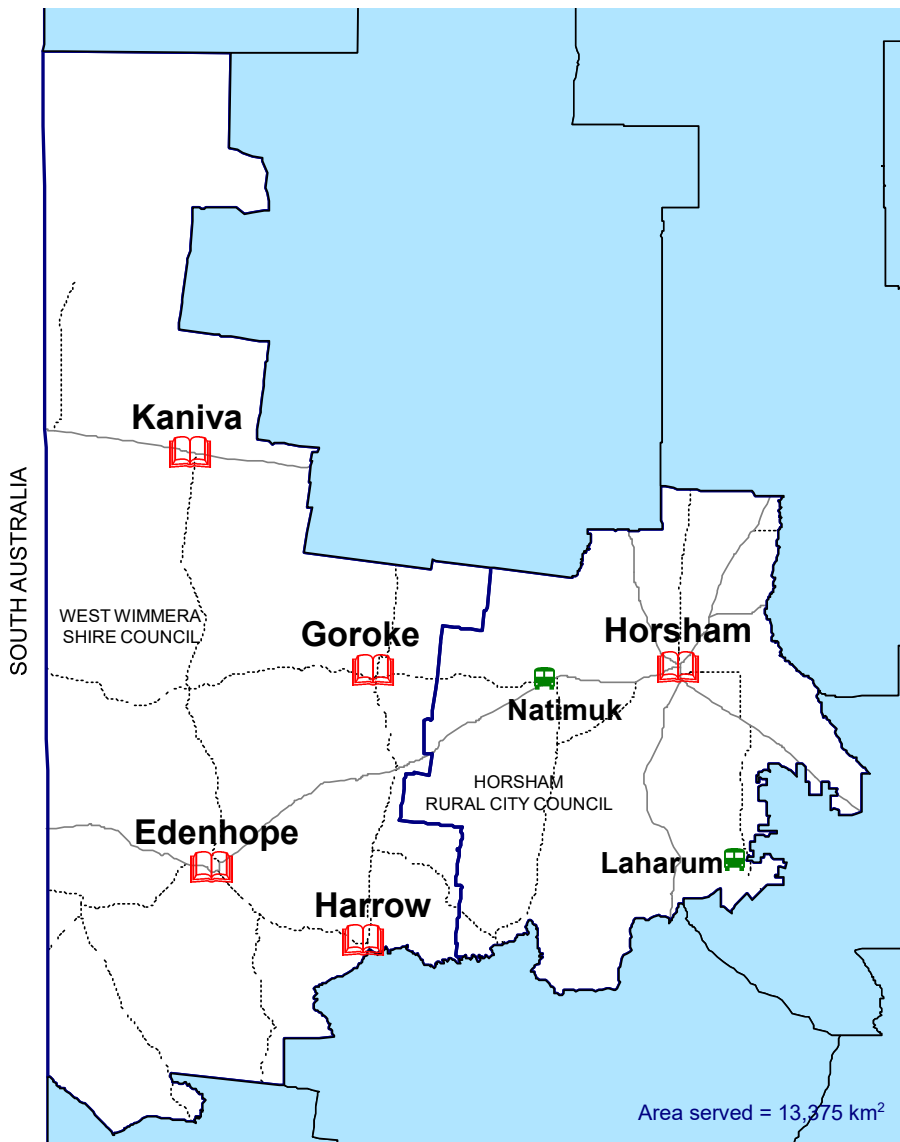 Kaniva
SOUTH AUSTRALIA
WEST WIMMERA
SHIRE COUNCIL
Goroke
Horsham
Natimuk
HORSHAM
RURAL CITY COUNCIL
Edenhope
Laharum
Harrow
Area served = 13,375 km²